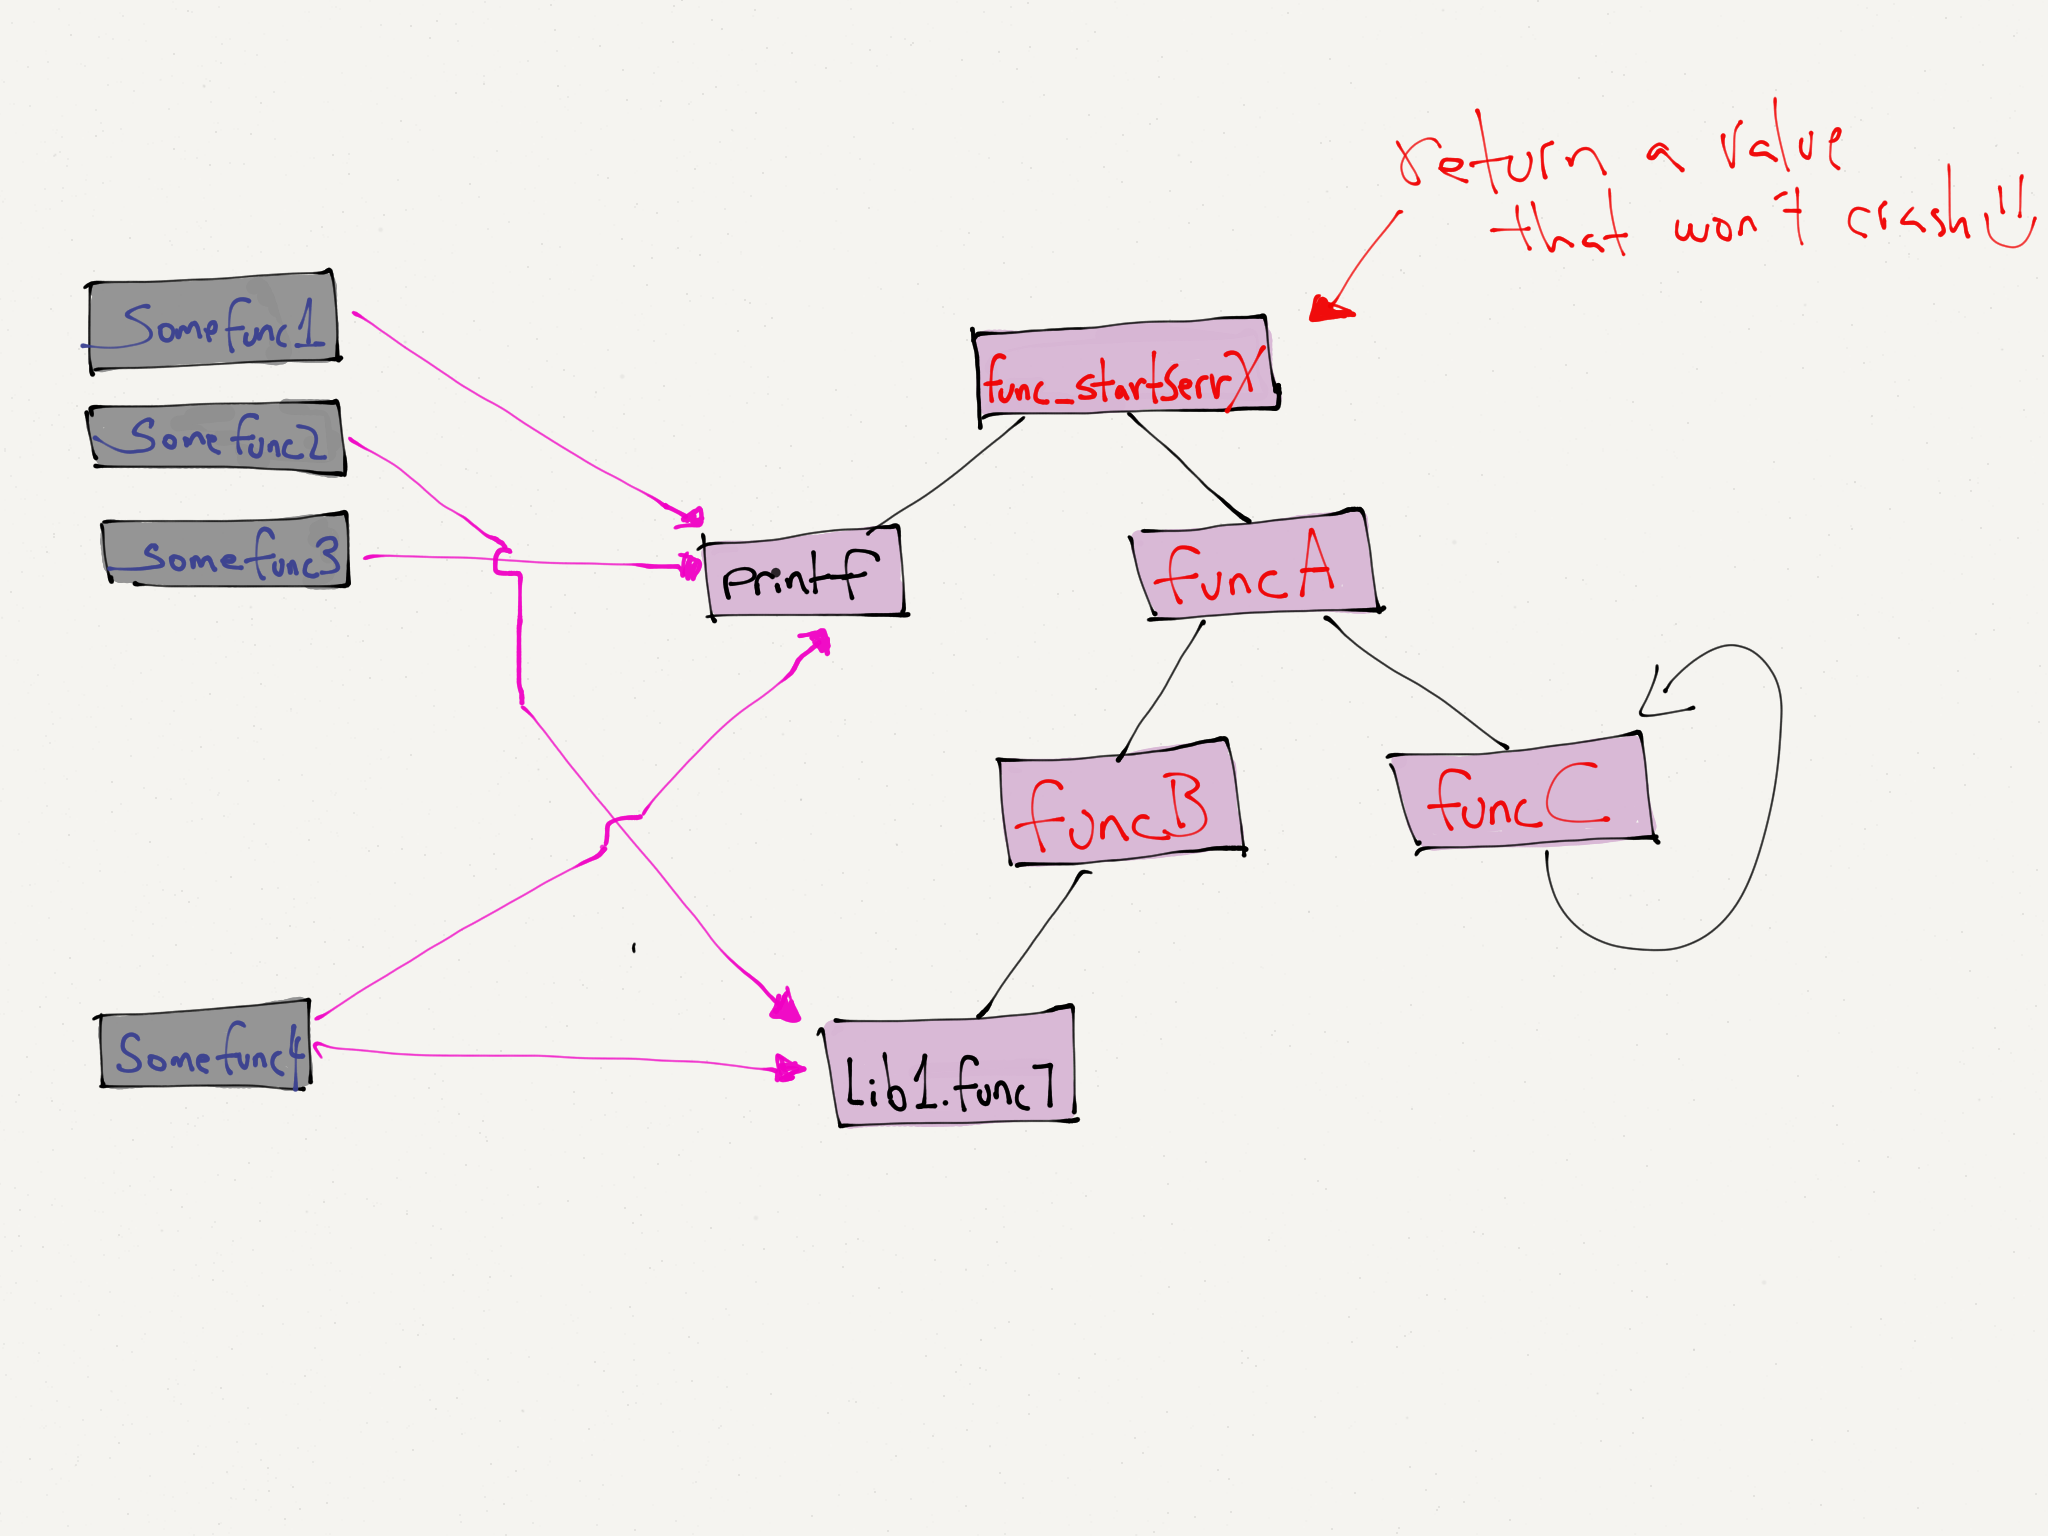 return a value
that won't crash
Somefunc1
func_startServX
Somefunc2
somefunc3
printf
funcA
funcB
funcC
Somefunc4
Lib1.func7